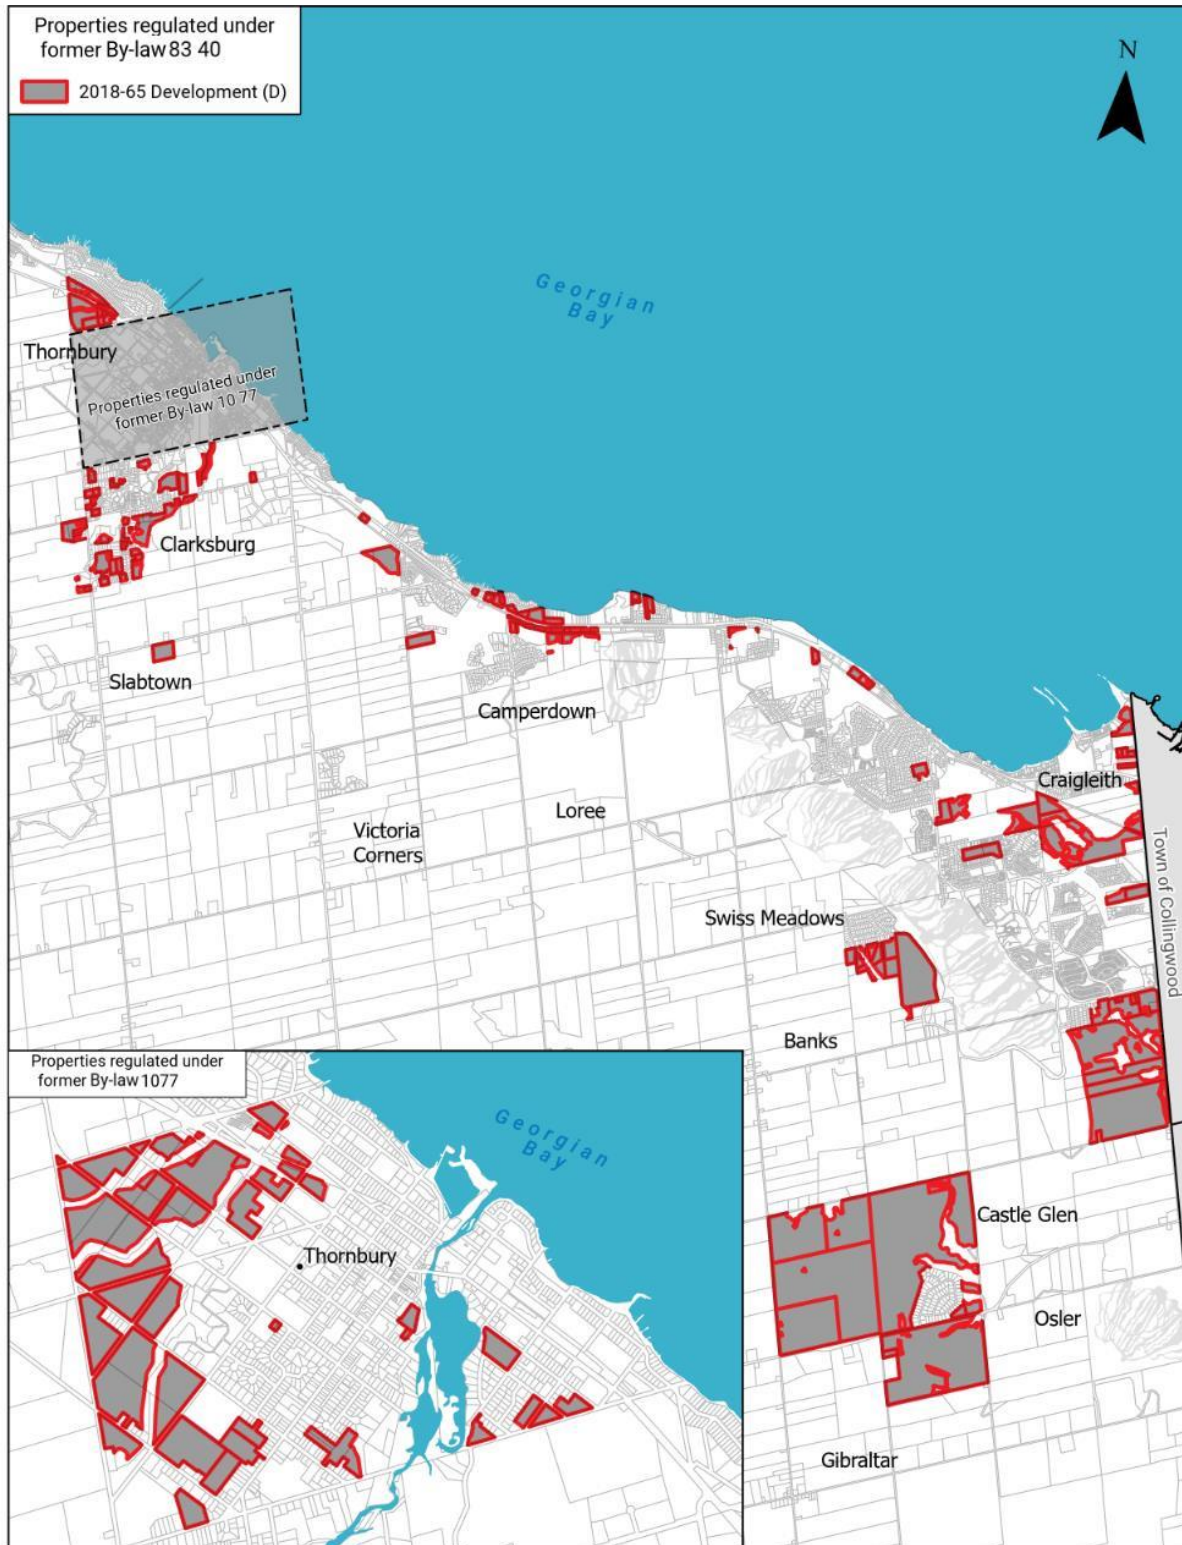 Properties regulated under
former By-law 83 40
2018-65 Development (D)
N
Georgian
Bay
Thornbury
Properties regulated under
former By-law 10 77
Clarksburg
Slabtown
Camperdown
Victoria
Corners
Loree
Craigleith
Town of Collingwood
Swiss Meadows
Banks
Castle Glen
Osler
Gibraltar
Properties regulated under
former By-law 1077
Georgian
Bay
Thornbury